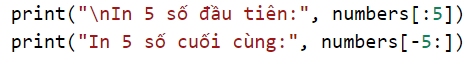 print("\nIn 5 số đầu tiên:", numbers[:5])
print("In 5 số cuối cùng:", numbers[-5:])